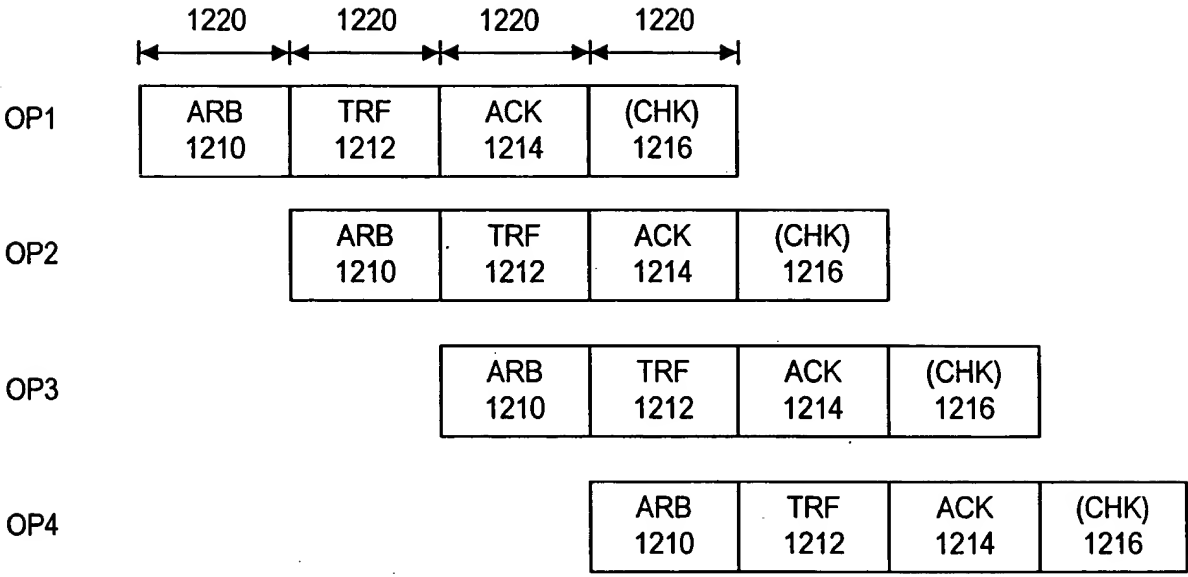 1220 1220 1220 1220
OP1 ARB TRF ACK (CHK)
1210 1212 1214 1216
OP2 ARB TRF ACK (CHK)
1210 1212 1214 1216
OP3 ARB TRF ACK (CHK)
1210 1212 1214 1216
OP4 ARB TRF ACK (CHK)
1210 1212 1214 1216